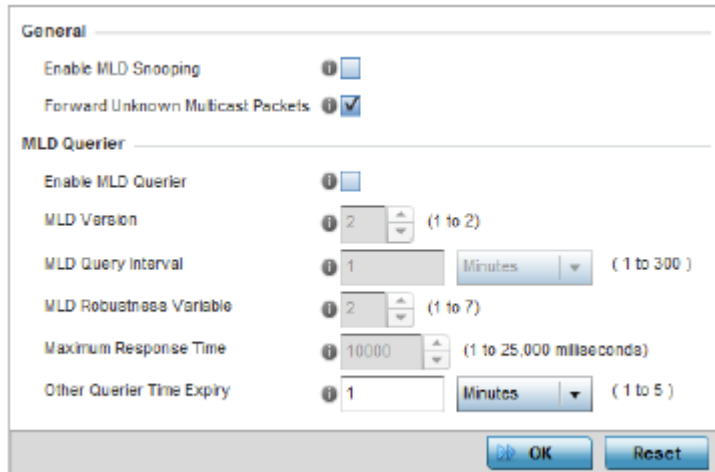 General
Enable MLD Snooping
Forward Unknown Multicast Packets
MLD Querier
Enable MLD Querier
MLD Version 2 (1 to 2)
MLD Query Interval 1 Minutes ( 1 to 300 )
MLD Robustness Variable 2 (1 to 7)
Maximum Response Time 10000 (1 to 25,000 milliseconds)
Other Querier Time Expiry 1 Minutes ( 1 to 5 )
OK Reset